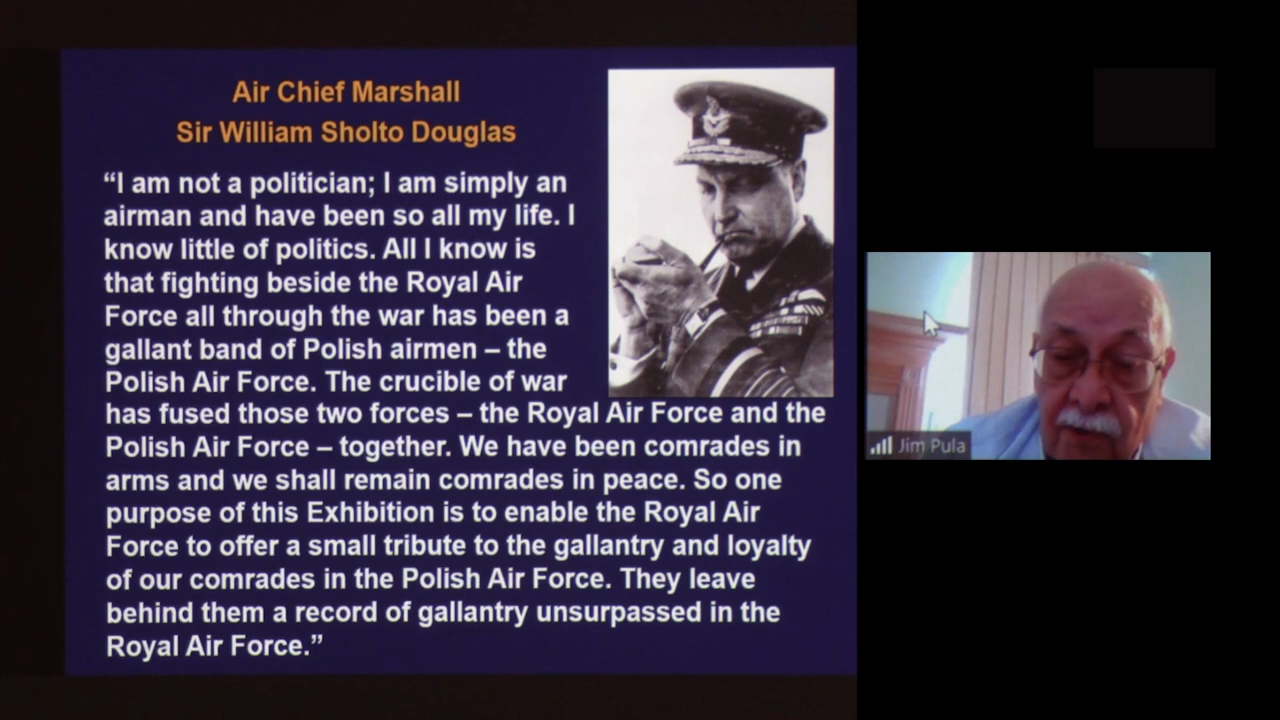 Air Chief Marshall
Sir William Sholto Douglas
“I am not a politician; I am simply an
airman and have been so all my life. I
know little of politics. All I know is
that fighting beside the Royal Air
Force all through the war has been a
gallant band of Polish airmen – the
Polish Air Force. The crucible of war
has fused those two forces – the Royal Air Force and the
Polish Air Force – together. We have been comrades in
arms and we shall remain comrades in peace. So one
purpose of this Exhibition is to enable the Royal Air
Force to offer a small tribute to the gallantry and loyalty
of our comrades in the Polish Air Force. They leave
behind them a record of gallantry unsurpassed in the
Royal Air Force.”
Jim Pula